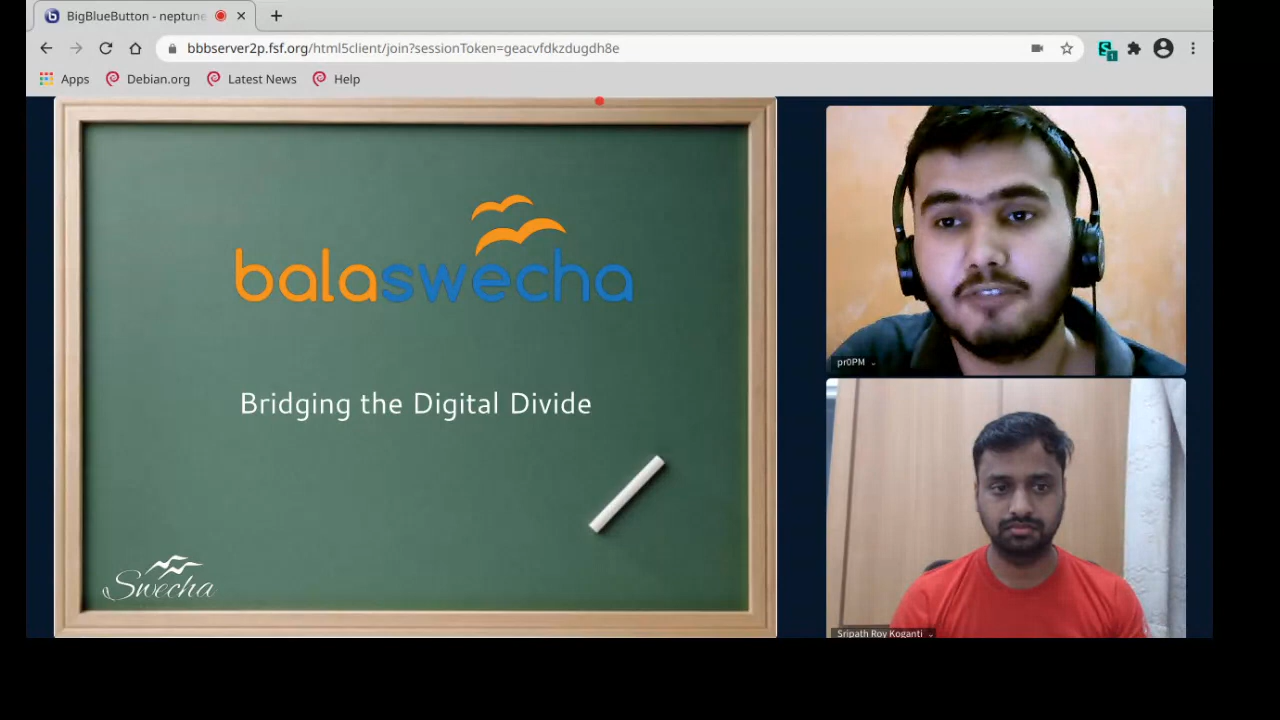 BigBlueButton - neptune
bbbserver2p.fsf.org/html5client/join?sessionToken=geacvfdkzdugdh8e
1
Apps
Debian.org
Latest News
Help
balaswecha
Bridging the Digital Divide
Swecha
pr0PM
Sripath Roy Koganti